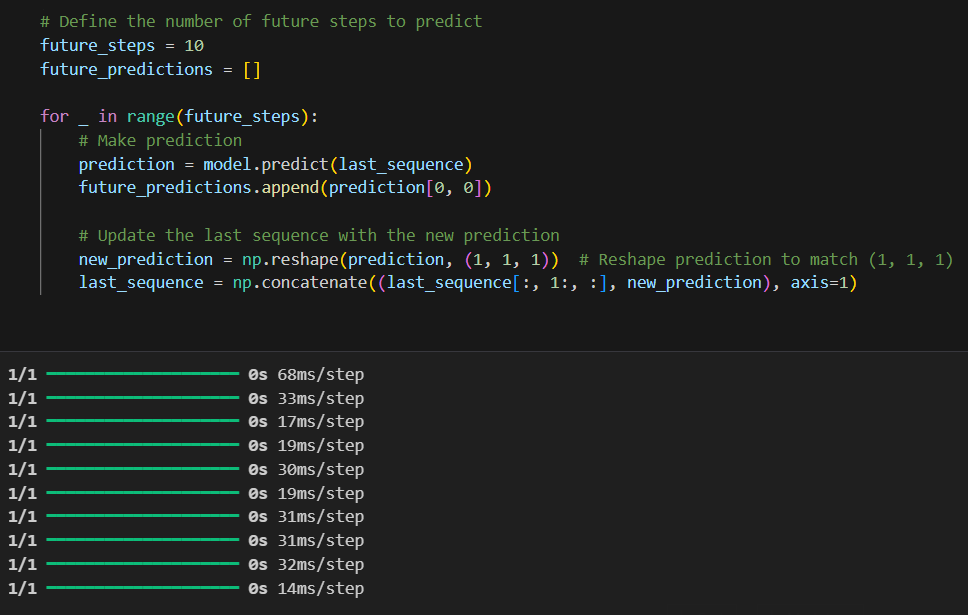 # Define the number of future steps to predict
future_steps = 10
future_predictions = []
for _ in range(future_steps):
# Make prediction
prediction = model.predict(last_sequence)
future_predictions.append(prediction[0, 0])
# Update the last sequence with the new prediction
new_prediction = np.reshape(prediction, (1, 1, 1))  # Reshape prediction to match (1, 1, 1)
last_sequence = np.concatenate((last_sequence[:, 1:, :], new_prediction), axis=1)
1/1 ━━━━━━━━━━━━━━━━━━━━ 0s 68ms/step
1/1 ━━━━━━━━━━━━━━━━━━━━ 0s 33ms/step
1/1 ━━━━━━━━━━━━━━━━━━━━ 0s 17ms/step
1/1 ━━━━━━━━━━━━━━━━━━━━ 0s 19ms/step
1/1 ━━━━━━━━━━━━━━━━━━━━ 0s 30ms/step
1/1 ━━━━━━━━━━━━━━━━━━━━ 0s 19ms/step
1/1 ━━━━━━━━━━━━━━━━━━━━ 0s 31ms/step
1/1 ━━━━━━━━━━━━━━━━━━━━ 0s 31ms/step
1/1 ━━━━━━━━━━━━━━━━━━━━ 0s 32ms/step
1/1 ━━━━━━━━━━━━━━━━━━━━ 0s 14ms/step